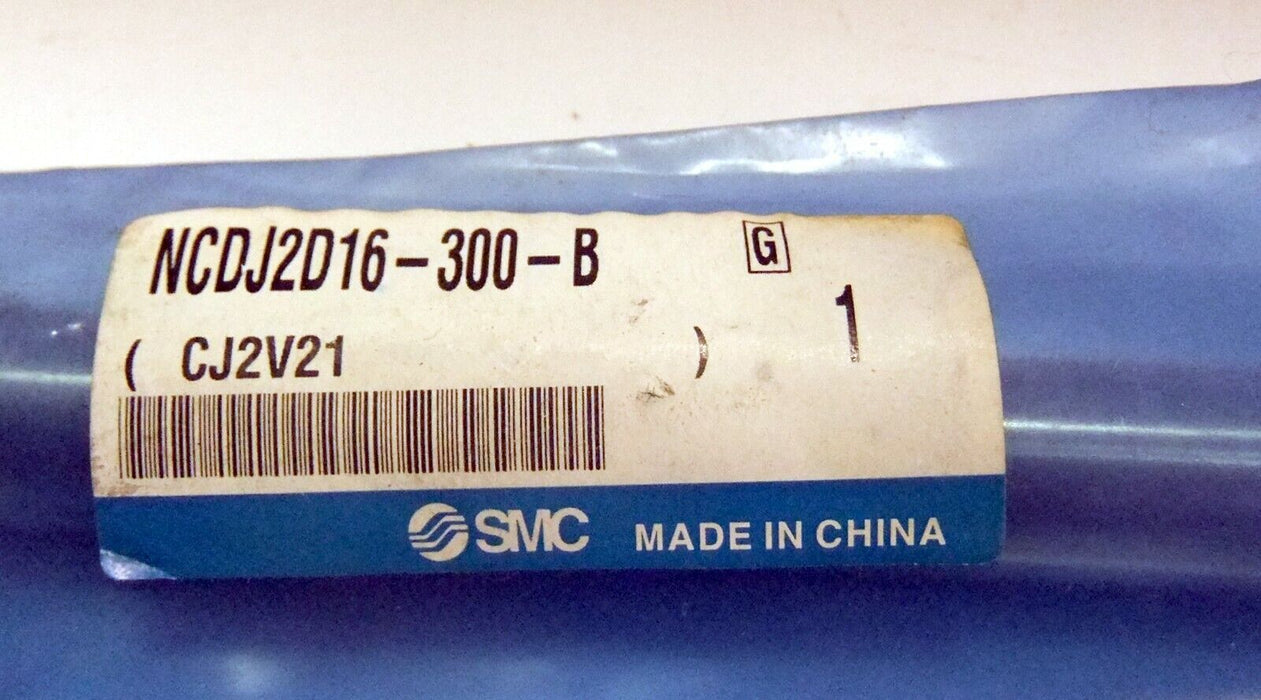 NCDJ2D16-300-B G
( CJ2V21 ) 1
SMC MADE IN CHINA